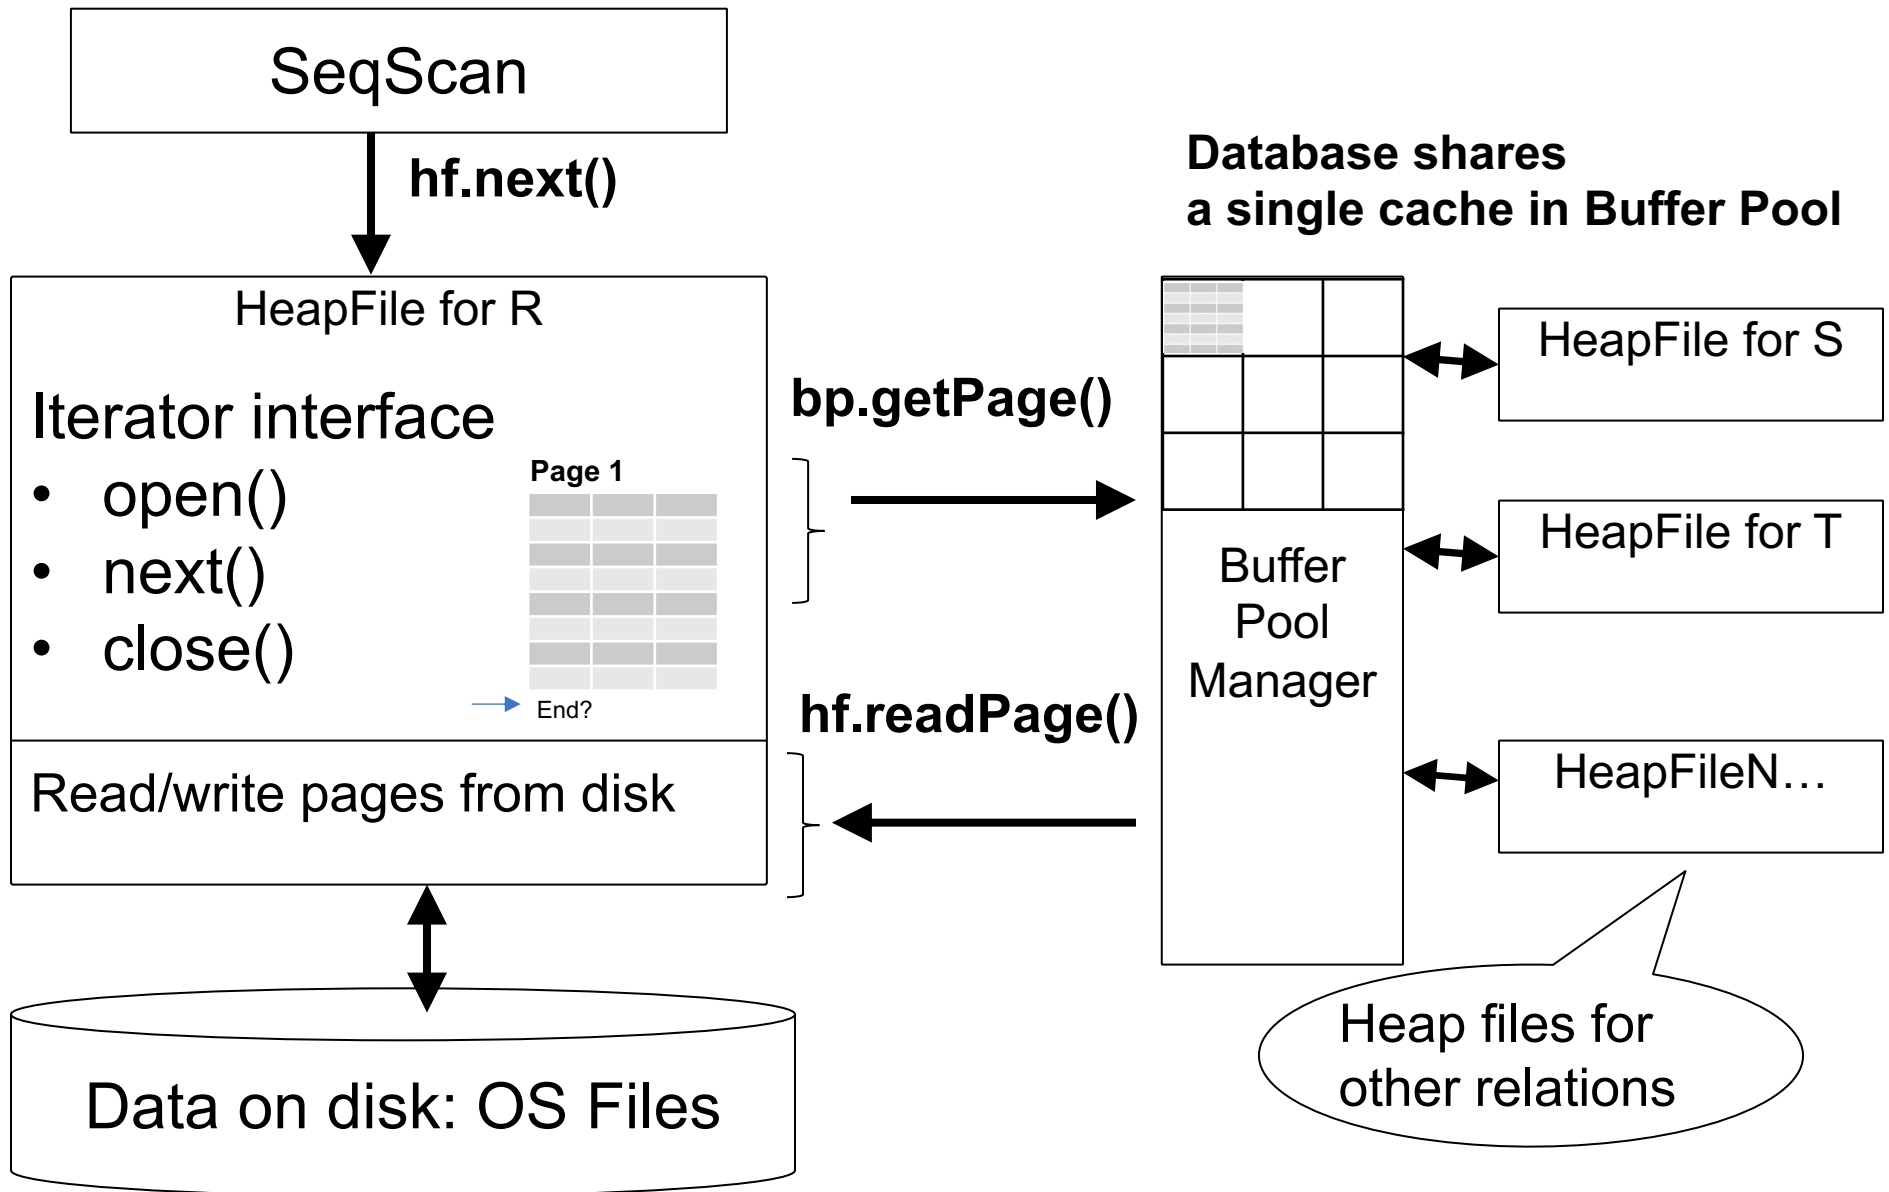 SeqScan
hf.next()
Database shares
a single cache in Buffer Pool
HeapFile for R
Iterator interface
• open()
• next()
• close()
Page 1
End?
Read/write pages from disk
bp.getPage()
hf.readPage()
Buffer
Pool
Manager
HeapFile for S
HeapFile for T
HeapFileN…
Heap files for
other relations
Data on disk: OS Files